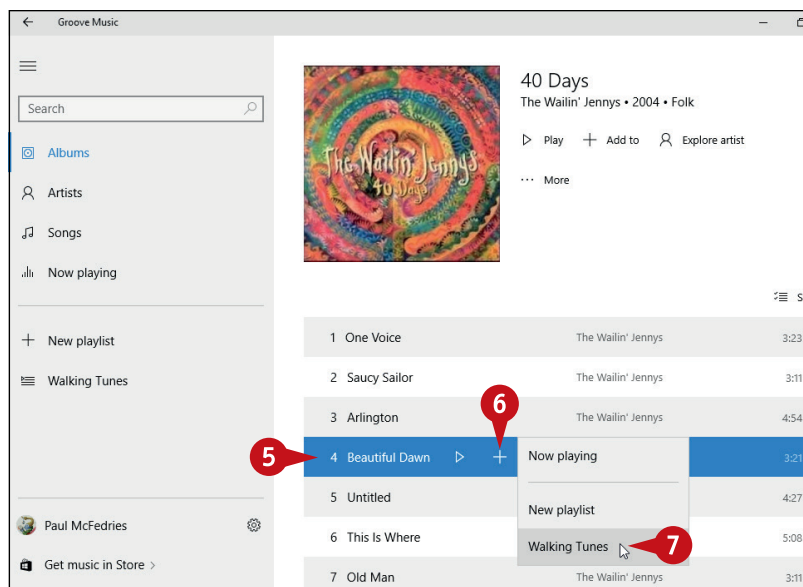 Groove Music
Search
Albums
Artists
Songs
Now playing
New playlist
Walking Tunes
Paul McFedries
Get music in Store >
The Wailin' Jennys
40 Days
40 Days
The Wailin' Jennys • 2004 • Folk
Play Add to Explore artist
More
S
1 One Voice The Wailin' Jennys 3:23
2 Saucy Sailor The Wailin' Jennys 3:11
3 Arlington The Wailin' Jennys 4:54
4 Beautiful Dawn 3:21
5 Untitled 4:27
6 This Is Where 5:08
7 Old Man The Wailin' Jennys 3:11
Now playing
New playlist
Walking Tunes
5
6
7